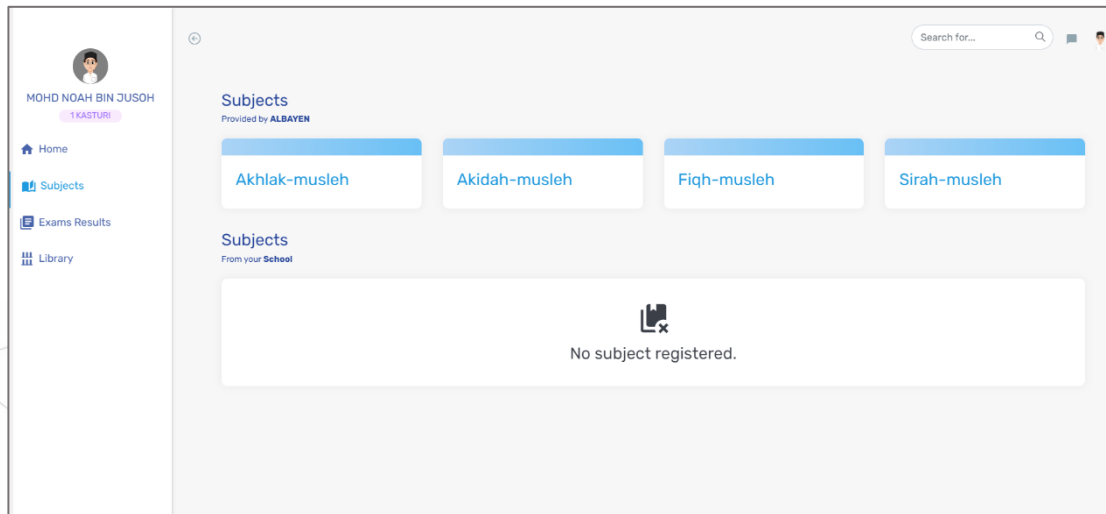 Search for...
MOHD NOAH BIN JUSOH
1 KASTURI
Home
Subjects
Exams Results
Library
Subjects
Provided by ALBAYEN
Akhlak-musleh
Akidah-musleh
Fiqh-musleh
Sirah-musleh
Subjects
From your School
No subject registered.